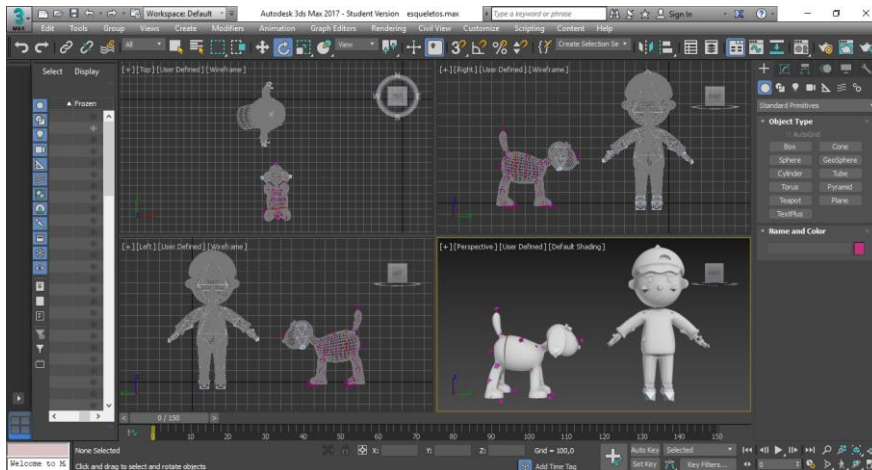 3
MAX
Workspace: Default
Autodesk 3ds Max 2017 - Student Version esqueletos.max
Type a keyword or phrase
Sign In
Edit Tools Group Views Create Modifiers Animation Graph Editors Rendering Civil View Customize Scripting Content Help
All
View
Create Selection Se
Select Display
Frozen
[+] [Top] [User Defined] [Wireframe]
[+] [Right] [User Defined] [Wireframe]
[+] [Left] [User Defined] [Wireframe]
[+] [Perspective] [User Defined] [Default Shading]
Standard Primitives
Object Type
AutoGrid
Box Cone
Sphere GeoSphere
Cylinder Tube
Torus Pyramid
Teapot Plane
TextPlus
Name and Color
0 / 150
10 20 30 40 50 60 70 80 90 100 110 120 130 140 150
None Selected
X: Y: Z: Grid = 100,0
Auto Key Selected
Welcome to M
Click and drag to select and rotate objects
Add Time Tag
Set Key Key Filters...